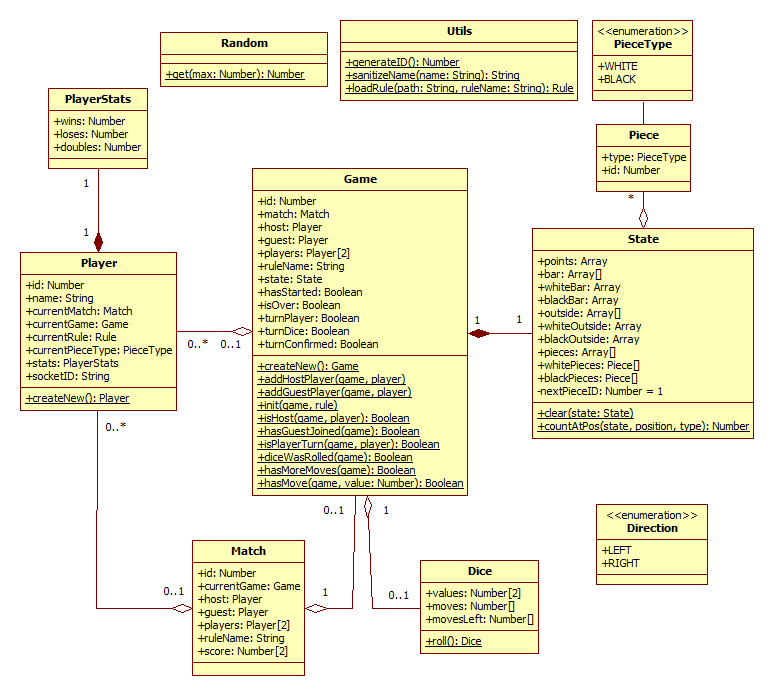 Random
+get(max: Number): Number
Utils
+generateID(): Number
+sanitizeName(name: String): String
+loadRule(path: String, ruleName: String): Rule
<<enumeration>>
PieceType
+WHITE
+BLACK
PlayerStats
+wins: Number
+loses: Number
+doubles: Number
Piece
+type: PieceType
+id: Number
1
1
*
Game
+id: Number
+match: Match
+host: Player
+guest: Player
+players: Player[2]
+ruleName: String
+state: State
+hasStarted: Boolean
+isOver: Boolean
+turnPlayer: Boolean
+turnDice: Boolean
+turnConfirmed: Boolean
+createNew(): Game
+addHostPlayer(game, player)
+addGuestPlayer(game, player)
+init(game, rule)
+isHost(game, player): Boolean
+hasGuestJoined(game): Boolean
+isPlayerTurn(game, player): Boolean
+diceWasRolled(game): Boolean
+hasMoreMoves(game): Boolean
+hasMove(game, value: Number): Boolean
Player
+id: Number
+name: String
+currentMatch: Match
+currentGame: Game
+currentRule: Rule
+currentPieceType: PieceType
+stats: PlayerStats
+socketID: String
+createNew(): Player
0..*
0..1
1
1
State
+points: Array
+bar: Array[]
+whiteBar: Array
+blackBar: Array
+outside: Array[]
+whiteOutside: Array
+blackOutside: Array
+pieces: Array[]
+whitePieces: Piece[]
+blackPieces: Piece[]
-nextPieceID: Number = 1
+clear(state: State)
+countAtPos(state, position, type): Number
0..*
0..1
1
<<enumeration>>
Direction
+LEFT
+RIGHT
Match
+id: Number
+currentGame: Game
+host: Player
+guest: Player
+players: Player[2]
+ruleName: String
+score: Number[2]
0..1
1
0..1
Dice
+values: Number[2]
+moves: Number[]
+movesLeft: Number[]
+roll(): Dice